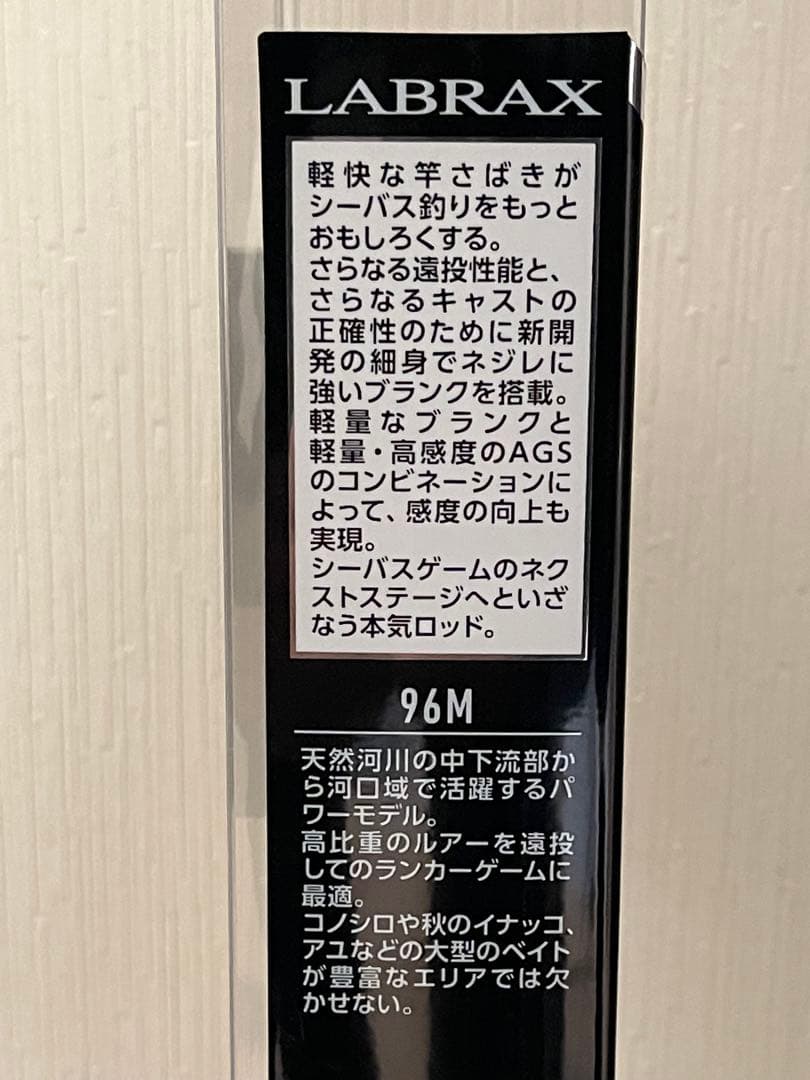 LABRAX
軽快な竿さばきが
シーバス釣りをもっと
おもしろくする。
さらなる遠投性能と、
さらなるキャストの
正確性のために新開
発の細身でネジレに
強いブランクを搭載。
軽量なブランクと
軽量・高感度のAGS
のコンビネーションに
よって、感度の向上も
実現。
シーバスゲームのネク
ストステージへといざ
なう本気ロッド。
96M
天然河川の中下流部か
ら河口域で活躍するパ
ワーモデル。
高比重のルアーを遠投
してのランカーゲームに
最適。
コノシロや秋のイナッコ、
アユなどの大型のベイト
が豊富なエリアでは欠
かせない。